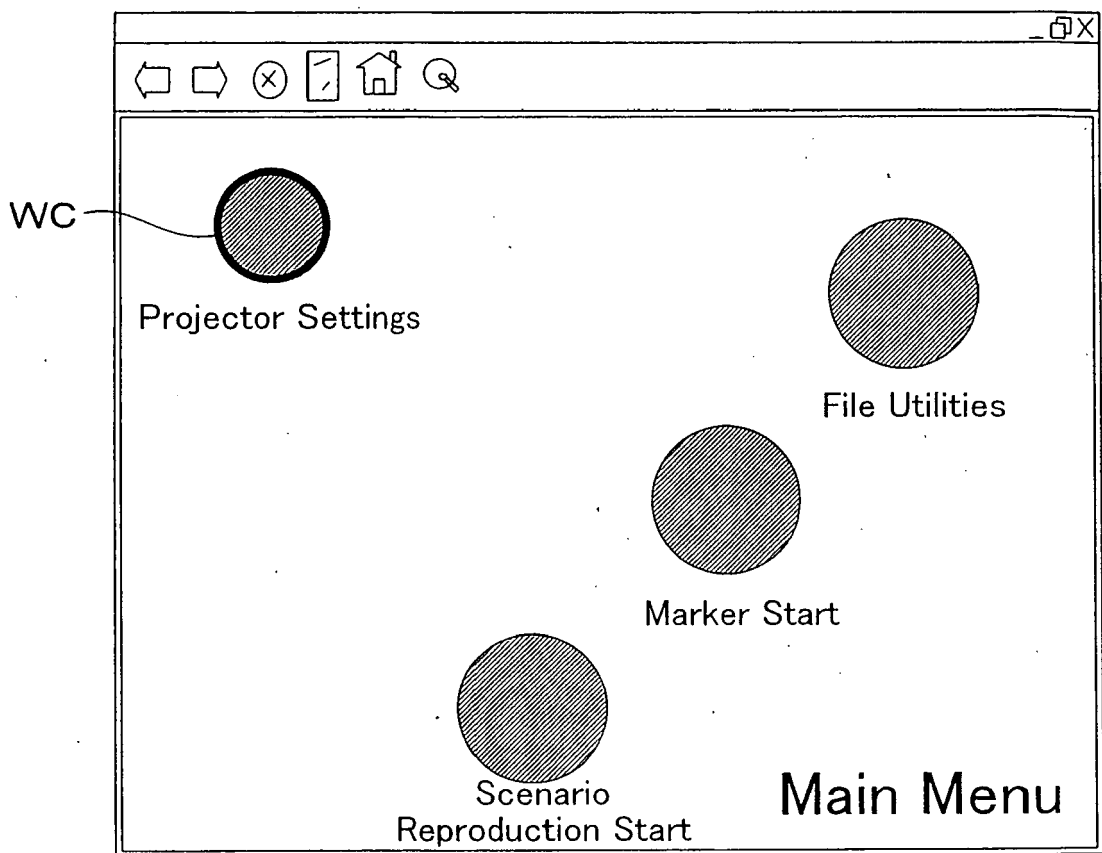 WC
Projector Settings
File Utilities
Marker Start
Scenario
Reproduction Start
Main Menu